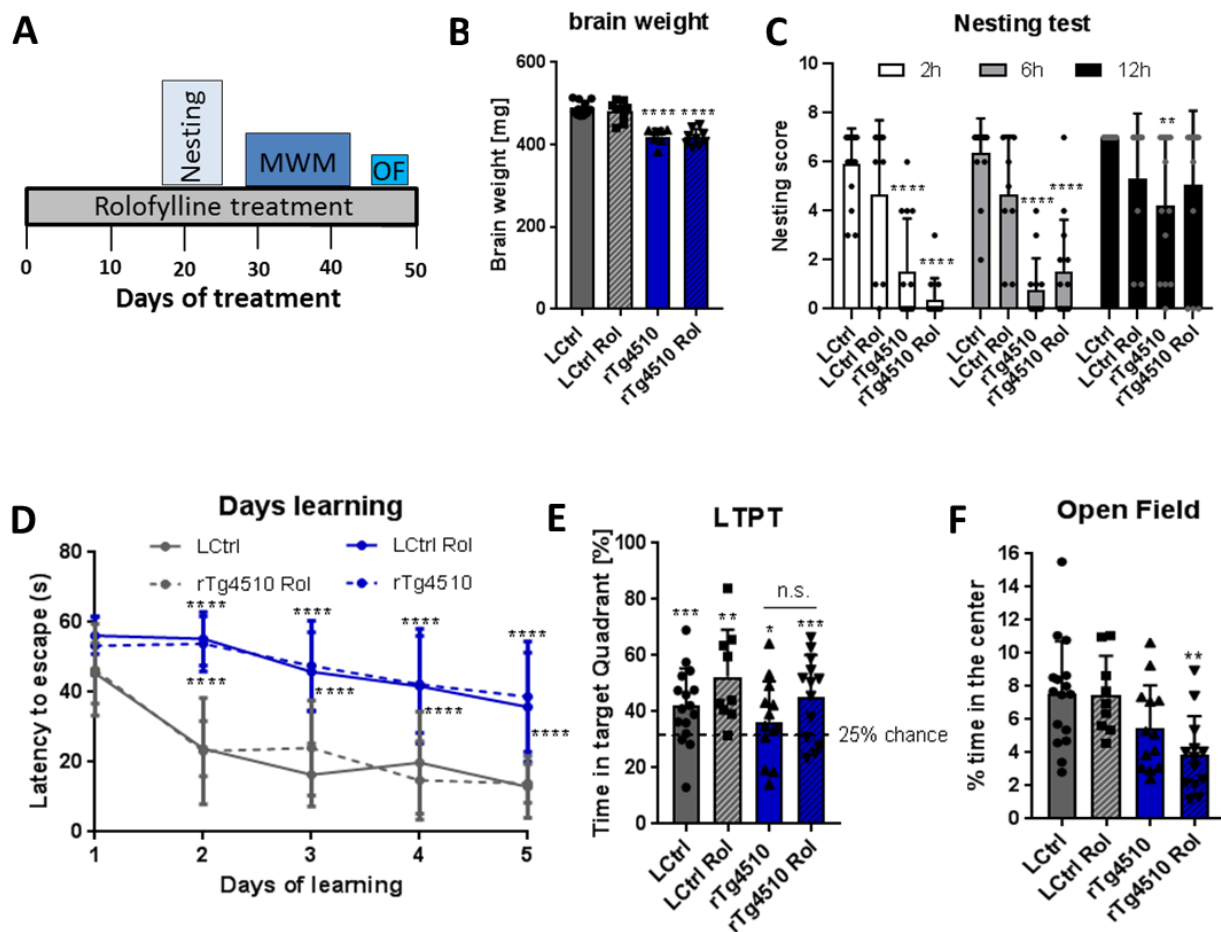 A
Nesting
MWM
OF
Rolofylline treatment
0 10 20 30 40 50
Days of treatment
B
brain weight
Brain weight [mg]
600
400
200
0
**** ****
LCtrl
LCtrl Rol
rTg4510
rTg4510 Rol
C
Nesting test
2h 6h 12h
Nesting score
10
8
6
4
2
0
**** **** **** **** **
LCtrl
LCtrl Rol
rTg4510
rTg4510 Rol
LCtrl
LCtrl Rol
rTg4510
rTg4510 Rol
LCtrl
LCtrl Rol
rTg4510
rTg4510 Rol
D
Days learning
LCtrl LCtrl Rol
rTg4510 Rol rTg4510
Latency to escape (s)
80
60
40
20
0
**** **** **** ****
**** **** **** ****
1 2 3 4 5
Days of learning
E
LTPT
Time in target Quadrant [%]
100
80
60
40
20
0
n.s.
*** ** * ***
25% chance
LCtrl
LCtrl Rol
rTg4510
rTg4510 Rol
F
Open Field
% time in the center
16
14
12
10
8
6
4
2
0
**
LCtrl
LCtrl Rol
rTg4510
rTg4510 Rol